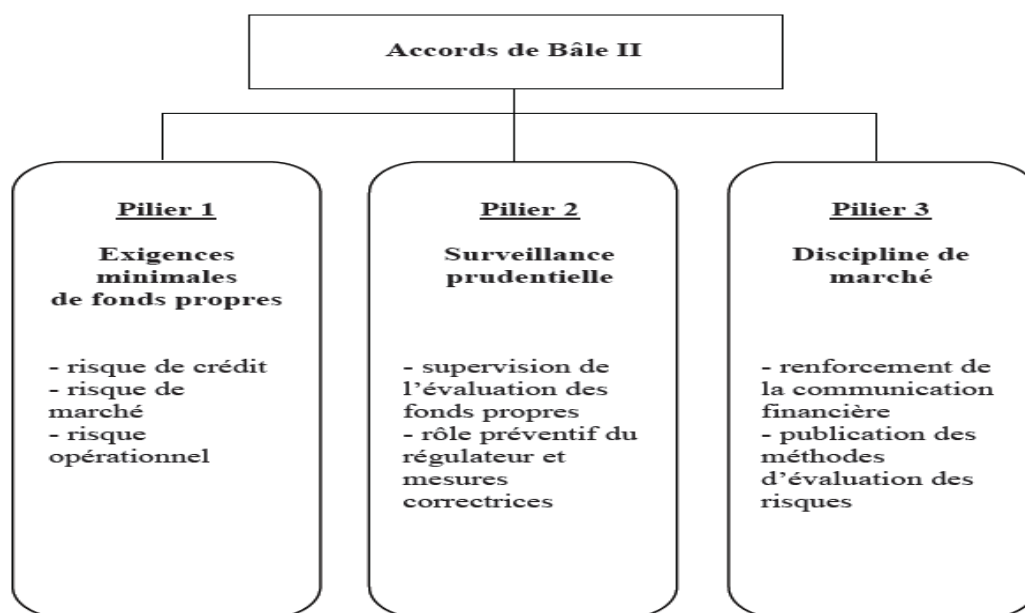 Accords de Bâle II
Pilier 1
Exigences
minimales
de fonds propres
- risque de crédit
- risque de
marché
- risque
opérationnel
Pilier 2
Surveillance
prudentielle
- supervision de
l'évaluation des
fonds propres
- rôle préventif du
régulateur et
mesures
correctrices
Pilier 3
Discipline de
marché
- renforcement de
la communication
financière
- publication des
méthodes
d'évaluation des
risques